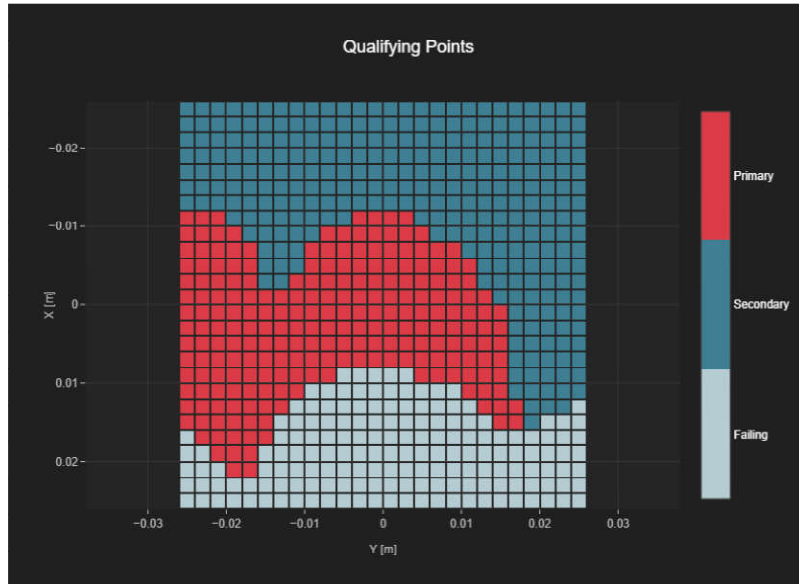 Qualifying Points
−0.02
−0.01
0
0.01
0.02
X [m]
−0.03
−0.02
−0.01
0
0.01
0.02
0.03
Y [m]
Primary
Secondary
Failing